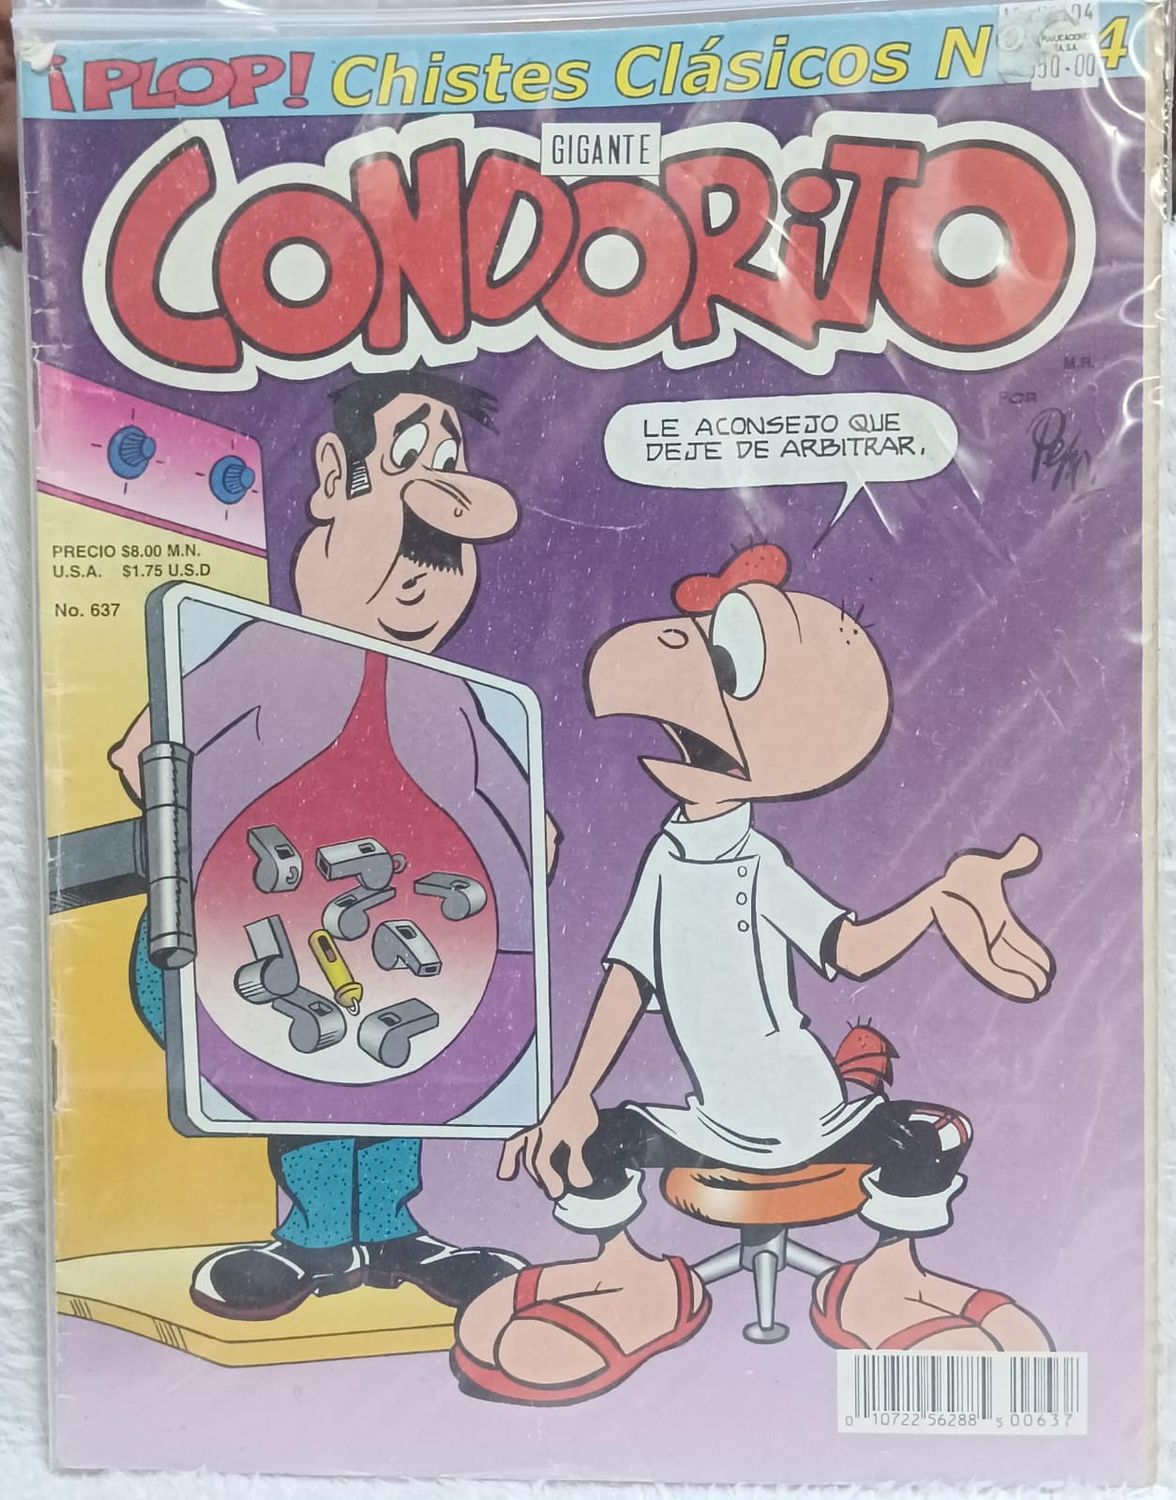 ¡PLOP! Chistes Clásicos
GIGANTE
CONDORITO
M.R.
POR
Pepo.
LE ACONSEJO QUE
DEJE DE ARBITRAR.
PRECIO $8.00 M.N.
U.S.A. $1.75 U.S.D
No. 637
0 10722 56288 5 00637